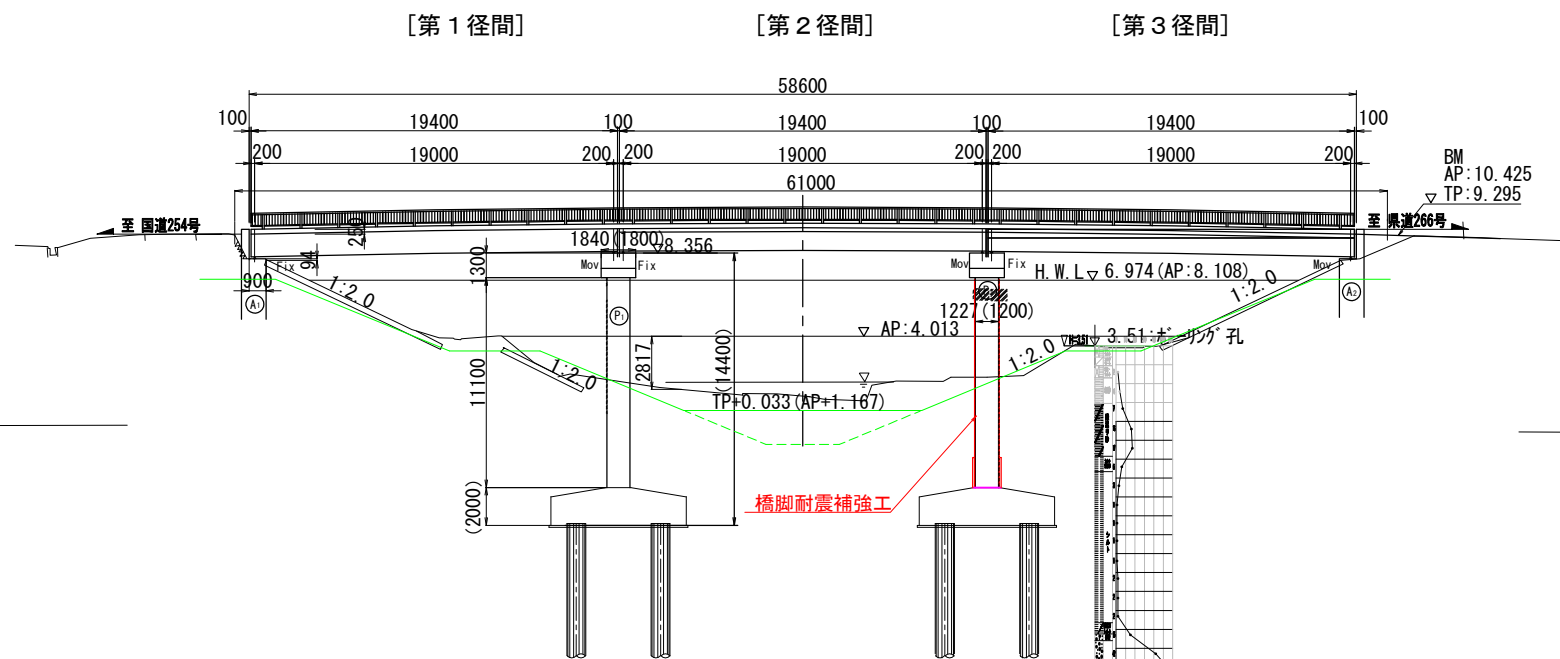 [第１径間]
[第２径間]
[第３径間]
58600
100
19400
100
19400
100
19400
100
200
19000
200
200
19000
200
200
19000
200
BM
AP:10.425
TP:9.295
61000
至 国道254号
至 県道266号
250
1840(1800)
8.356
94
Fix
Mov
Fix
Mov
Fix
Mov
1300
H.W.L 6.974(AP:8.108)
900
A1
1:2.0
P1
1227(1200)
1:2.0
A2
AP:4.013
3.51:ボーリング孔
2817
(14400)
1:2.0
1:2.0
11100
TP+0.033(AP+1.167)
橋脚耐震補強工
(2000)